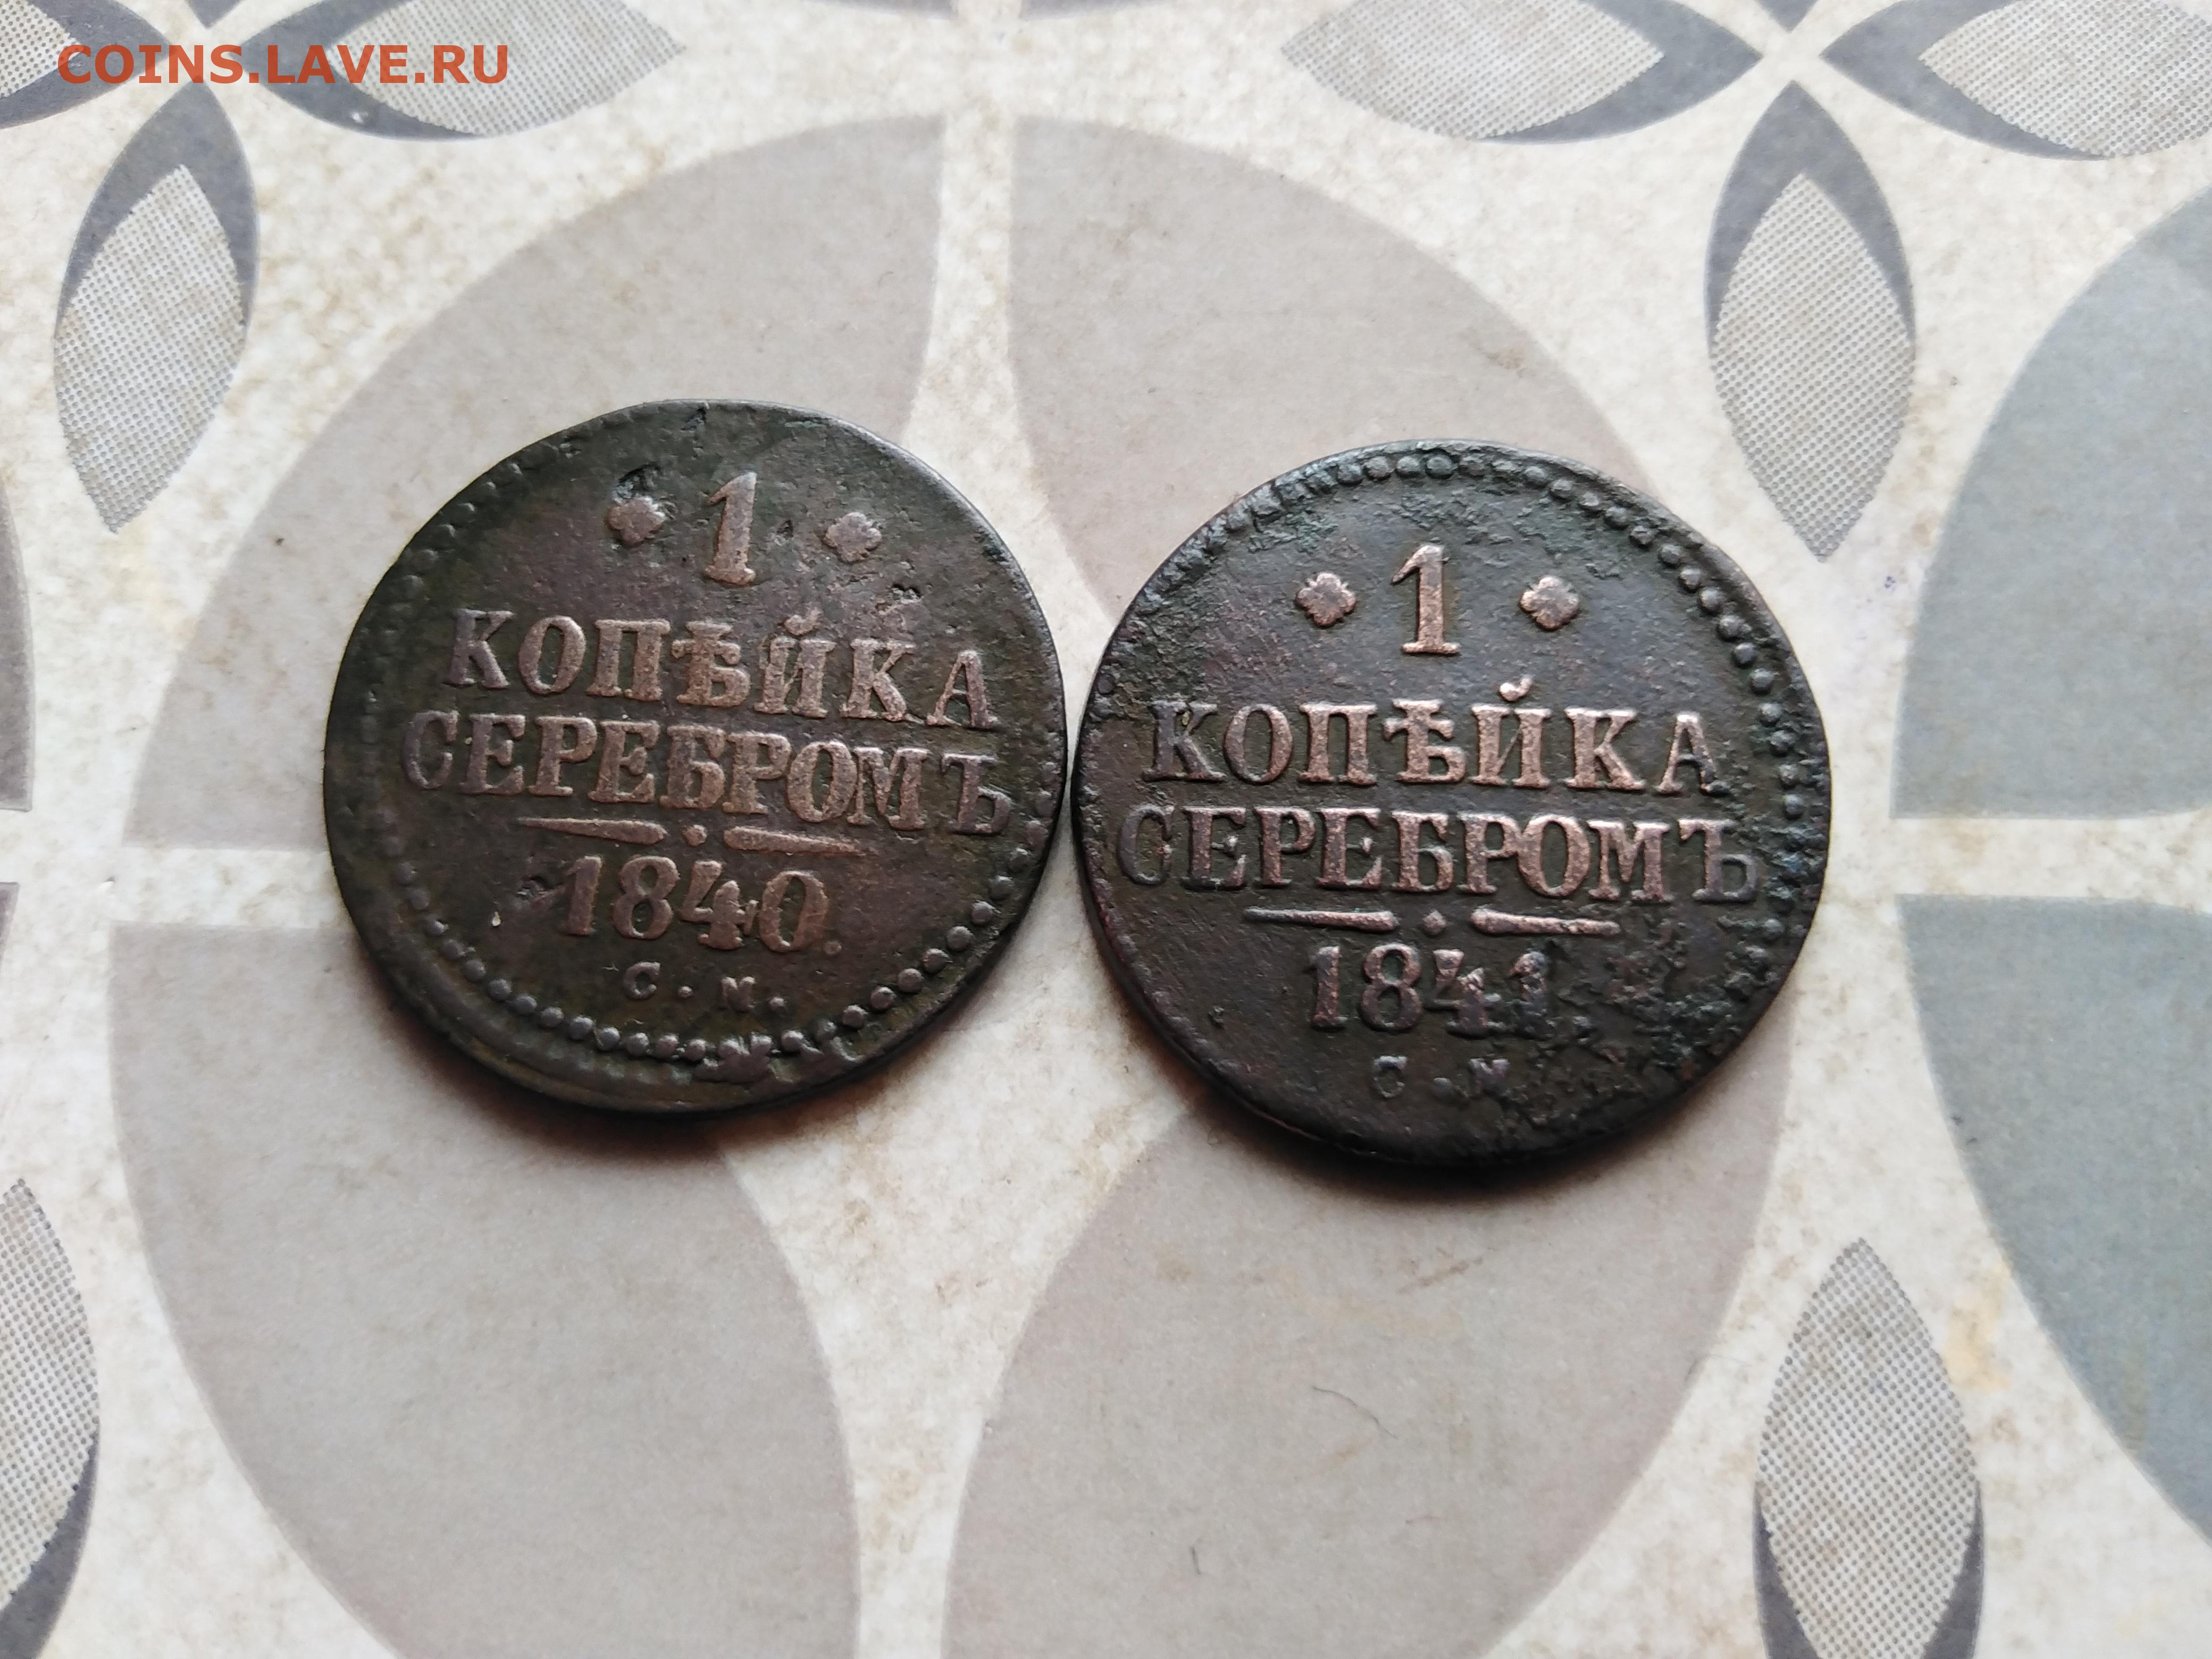 COINS.LAVE.RU
1
КОПѢЙКА
СЕРЕБРОМЪ
1840.
С. М.
1
КОПѢЙКА
СЕРЕБРОМЪ
1841
С. М